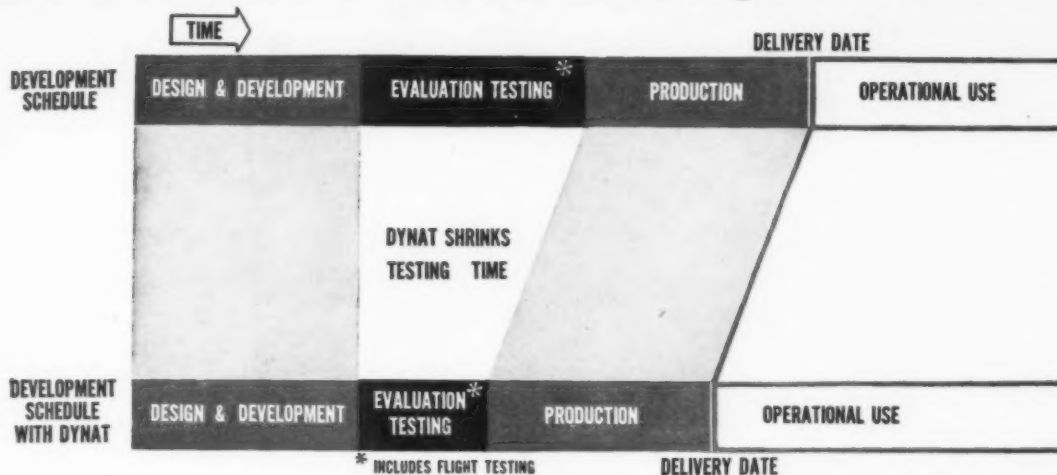 TIME
DELIVERY DATE
DEVELOPMENT
SCHEDULE
DESIGN & DEVELOPMENT
EVALUATION TESTING *
PRODUCTION
OPERATIONAL USE
DYNAT SHRINKS
TESTING TIME
DEVELOPMENT
SCHEDULE
WITH DYNAT
DESIGN & DEVELOPMENT
EVALUATION *
TESTING
PRODUCTION
OPERATIONAL USE
* INCLUDES FLIGHT TESTING
DELIVERY DATE